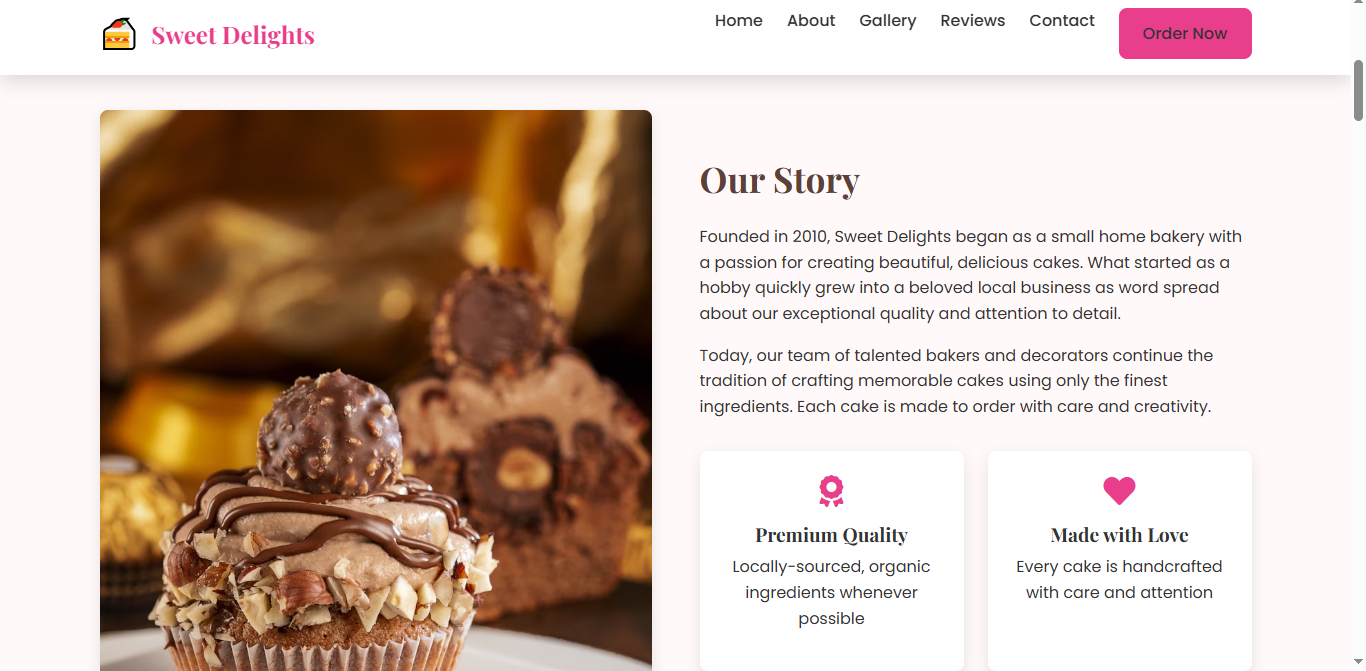 Sweet Delights
Home
About
Gallery
Reviews
Contact
Order Now
Our Story
Founded in 2010, Sweet Delights began as a small home bakery with
a passion for creating beautiful, delicious cakes. What started as a
hobby quickly grew into a beloved local business as word spread
about our exceptional quality and attention to detail.
Today, our team of talented bakers and decorators continue the
tradition of crafting memorable cakes using only the finest
ingredients. Each cake is made to order with care and creativity.
Premium Quality
Locally-sourced, organic
ingredients whenever
possible
Made with Love
Every cake is handcrafted
with care and attention